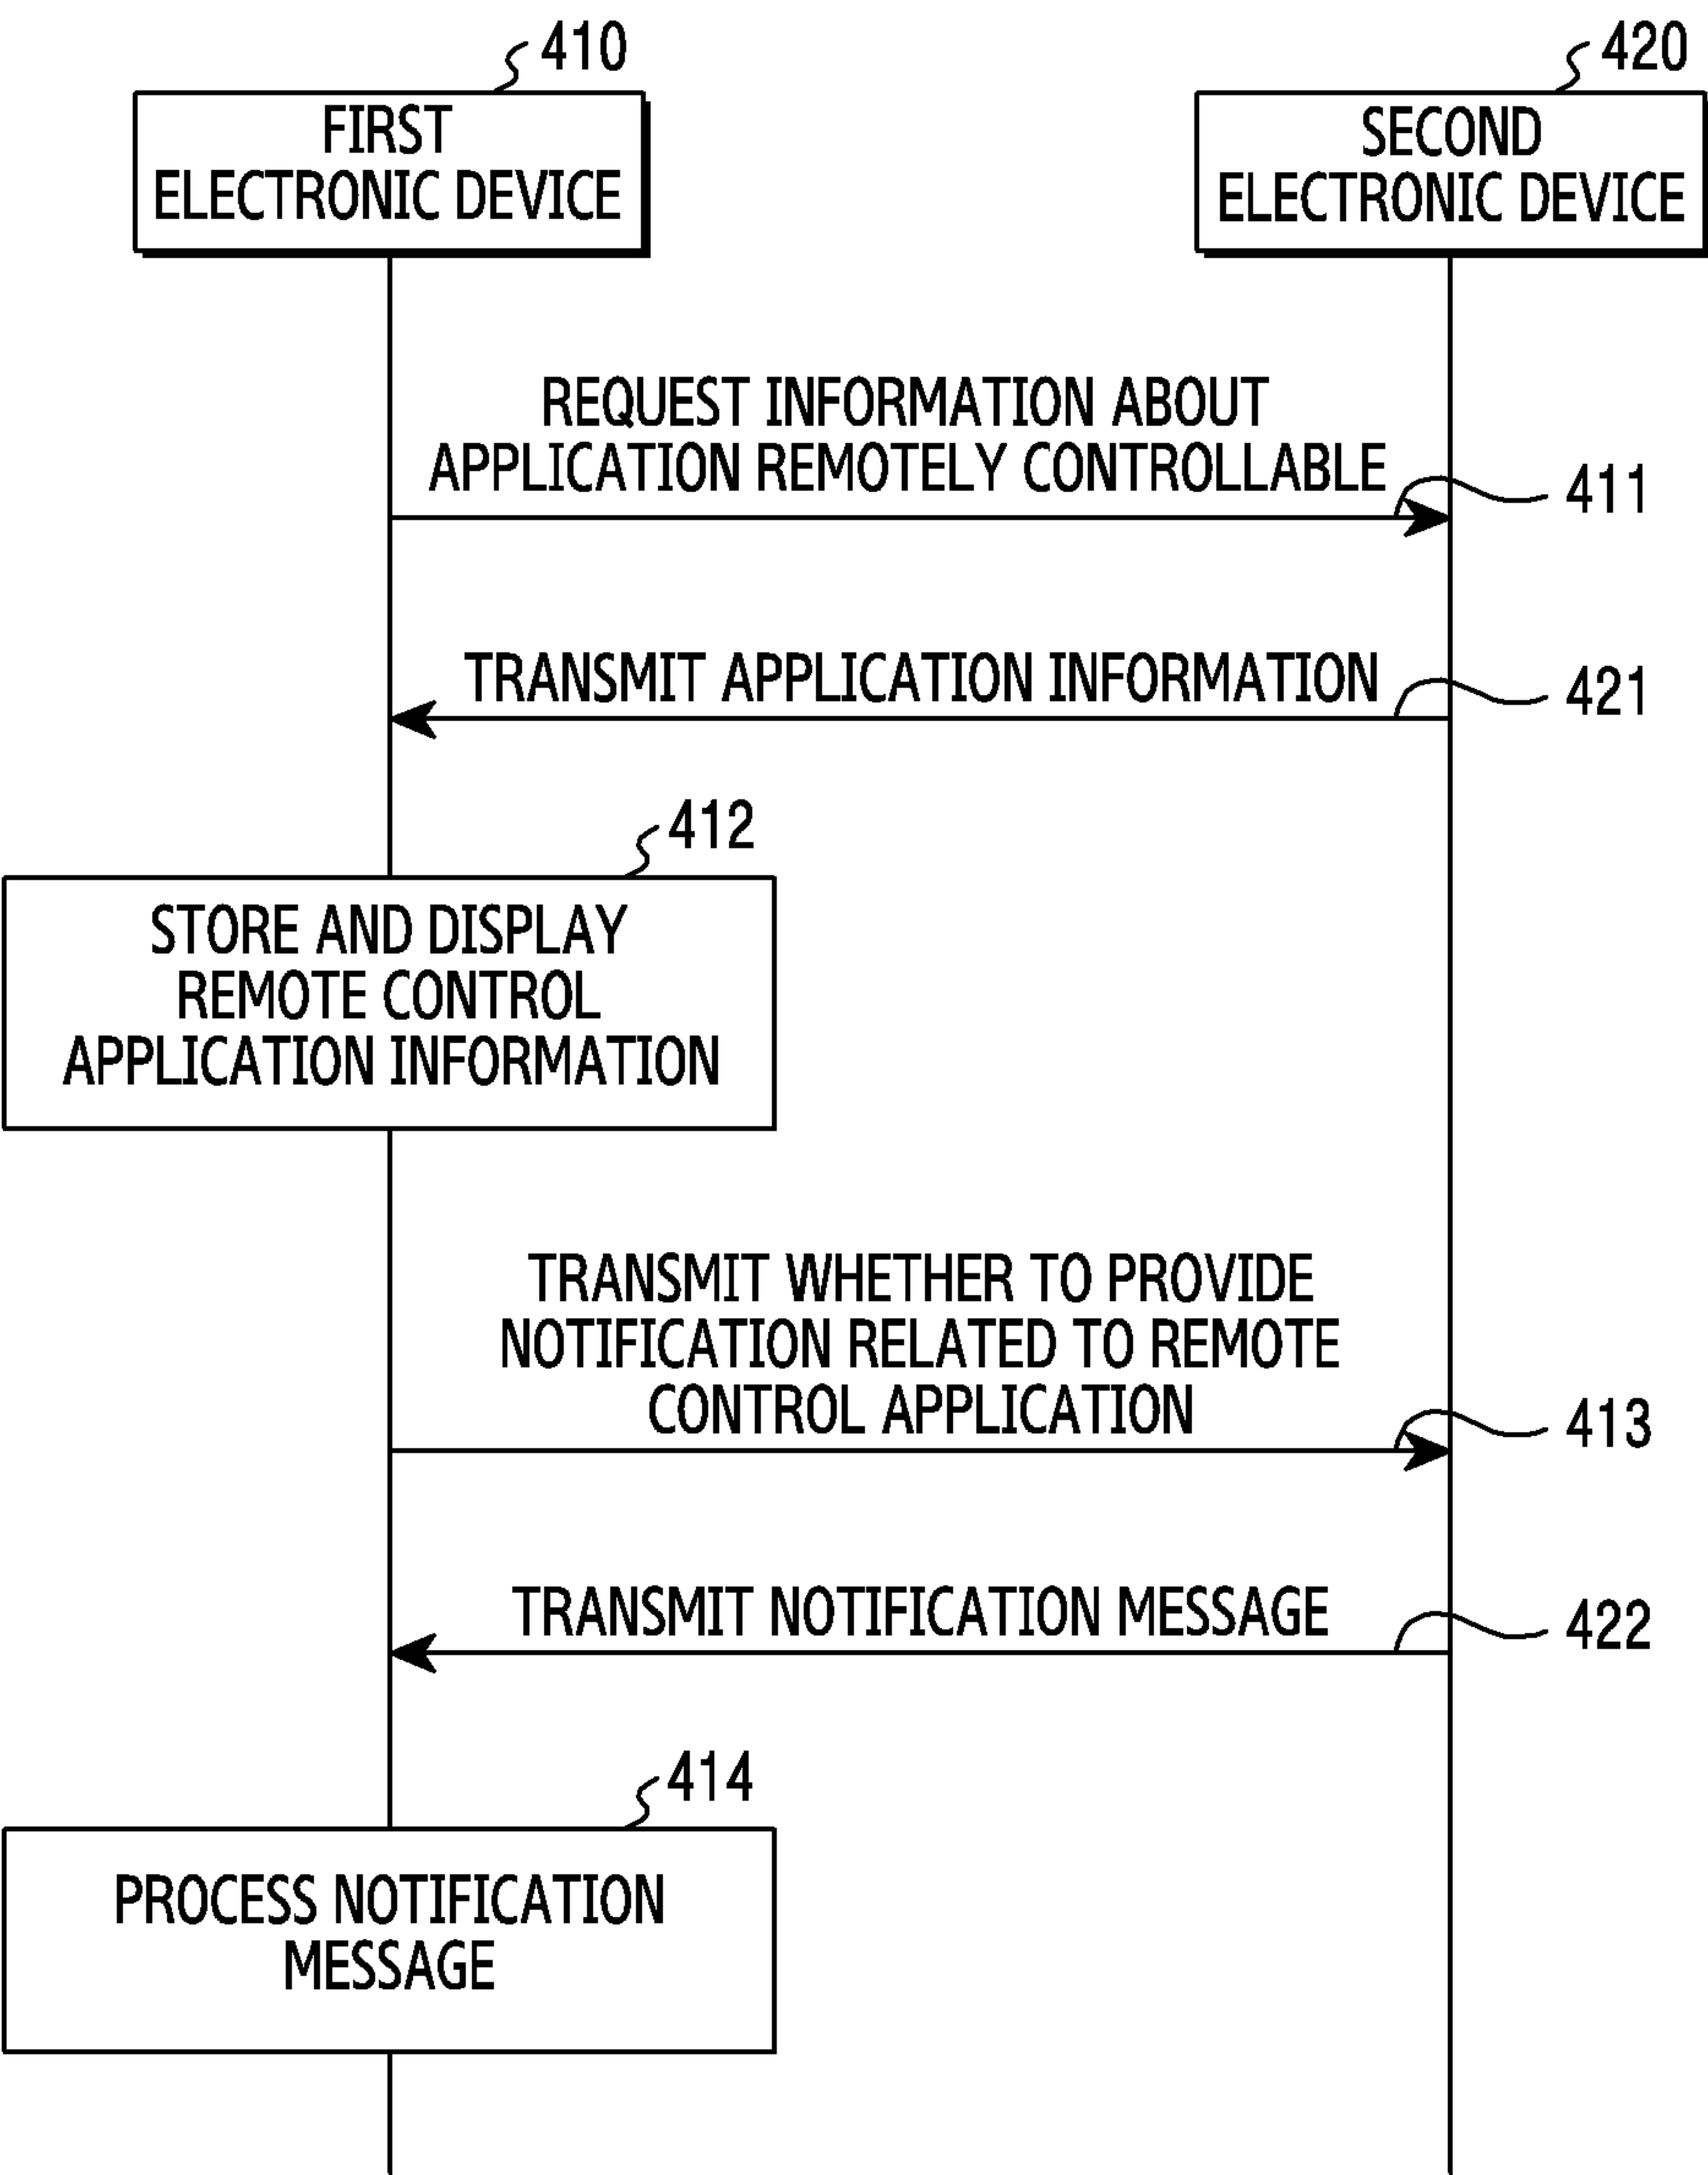 410
FIRST
ELECTRONIC DEVICE
420
SECOND
ELECTRONIC DEVICE
REQUEST INFORMATION ABOUT
APPLICATION REMOTELY CONTROLLABLE
411
TRANSMIT APPLICATION INFORMATION
421
412
STORE AND DISPLAY
REMOTE CONTROL
APPLICATION INFORMATION
TRANSMIT WHETHER TO PROVIDE
NOTIFICATION RELATED TO REMOTE
CONTROL APPLICATION
413
TRANSMIT NOTIFICATION MESSAGE
422
414
PROCESS NOTIFICATION
MESSAGE